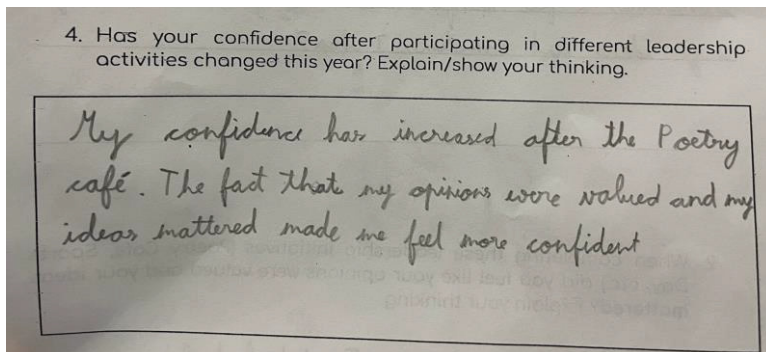 4. Has your confidence after participating in different leadership
activities changed this year? Explain/show your thinking.
My confidence has increased after the Poetry
café. The fact that my opinions were valued and my
ideas mattered made me feel more confident